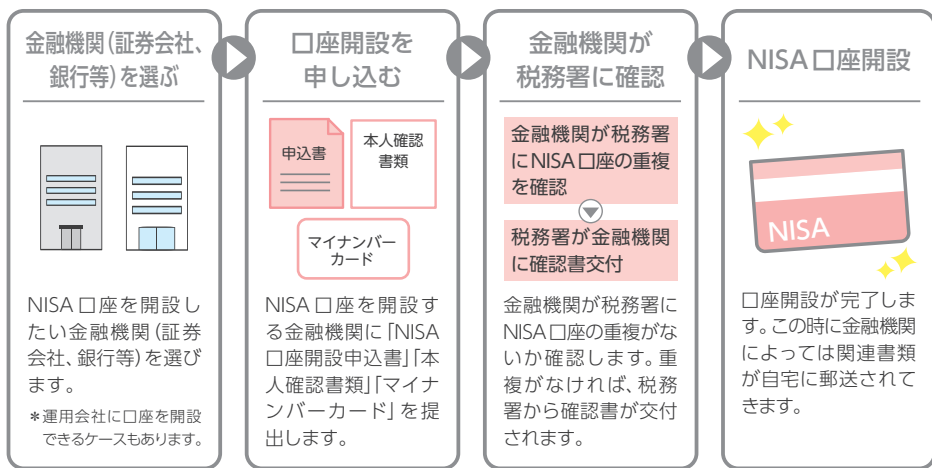 金融機関(証券会社、
銀行等)を選ぶ
NISA口座を開設し
たい金融機関(証券
会社、銀行等)を選び
ます。
*運用会社に口座を開設
できるケースもあります。
口座開設を
申し込む
申込書
本人確認
書類
マイナンバー
カード
NISA口座を開設す
る金融機関に「NISA
口座開設申込書」「本
人確認書類」「マイナ
ンバーカード」を提
出します。
金融機関が
税務署に確認
金融機関が税務署
にNISA口座の重複
を確認
税務署が金融機関
に確認書交付
金融機関が税務署に
NISA口座の重複がな
いか確認します。重
複がなければ、税務
署から確認書が交付
されます。
NISA口座開設
NISA
口座開設が完了しま
す。この時に金融機関
によっては関連書類
が自宅に郵送されて
きます。